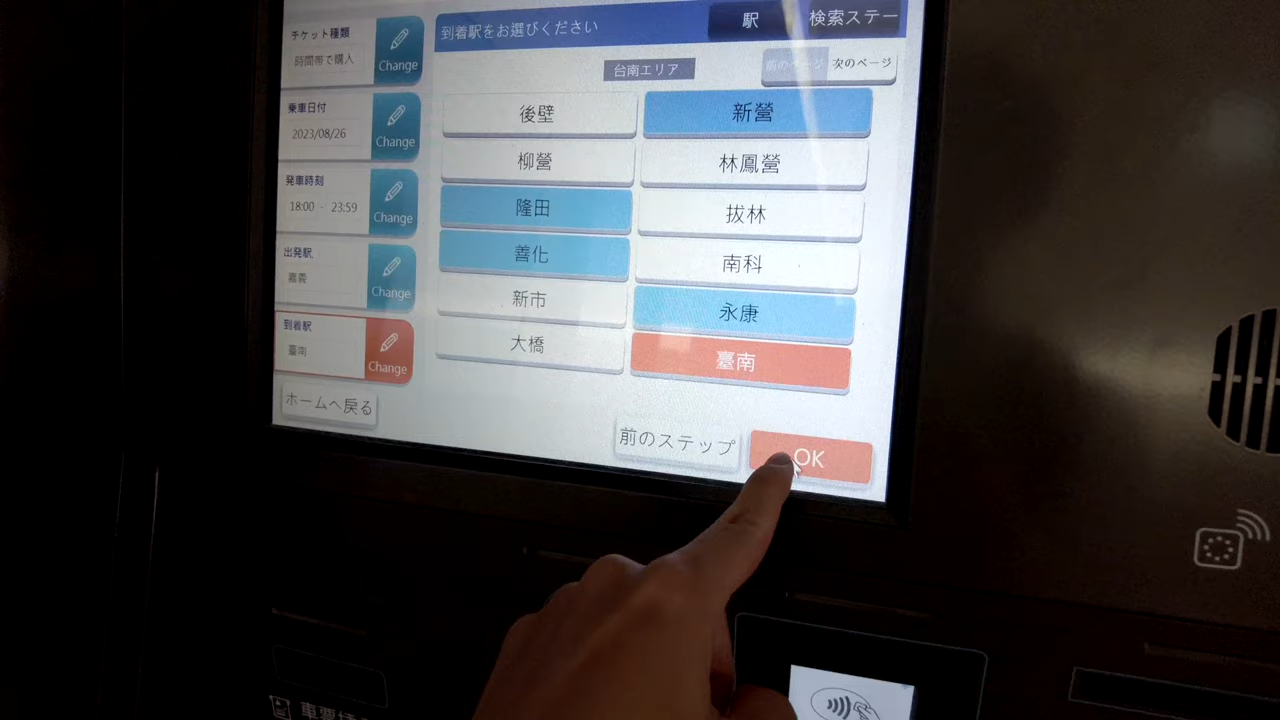 チケット種類
時間帯で購入
Change
乗車日付
2023/08/26
Change
発車時刻
18:00 - 23:59
Change
出発駅
嘉義
Change
到着駅
臺南
Change
ホームへ戻る
到着駅をお選びください
駅
検索ステー
台南エリア
前のページ
次のページ
後壁
新營
柳營
林鳳營
隆田
拔林
善化
南科
新市
永康
大橋
臺南
前のステップ
OK